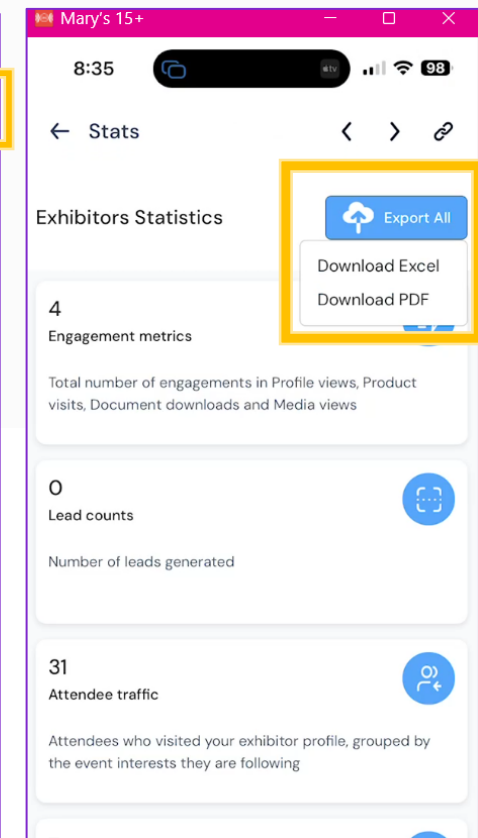 Mary's 15+
8:35
tv
98
Stats
Exhibitors Statistics
Export All
Download Excel
Download PDF
4
Engagement metrics
Total number of engagements in Profile views, Product
visits, Document downloads and Media views
0
Lead counts
Number of leads generated
31
Attendee traffic
Attendees who visited your exhibitor profile, grouped by
the event interests they are following